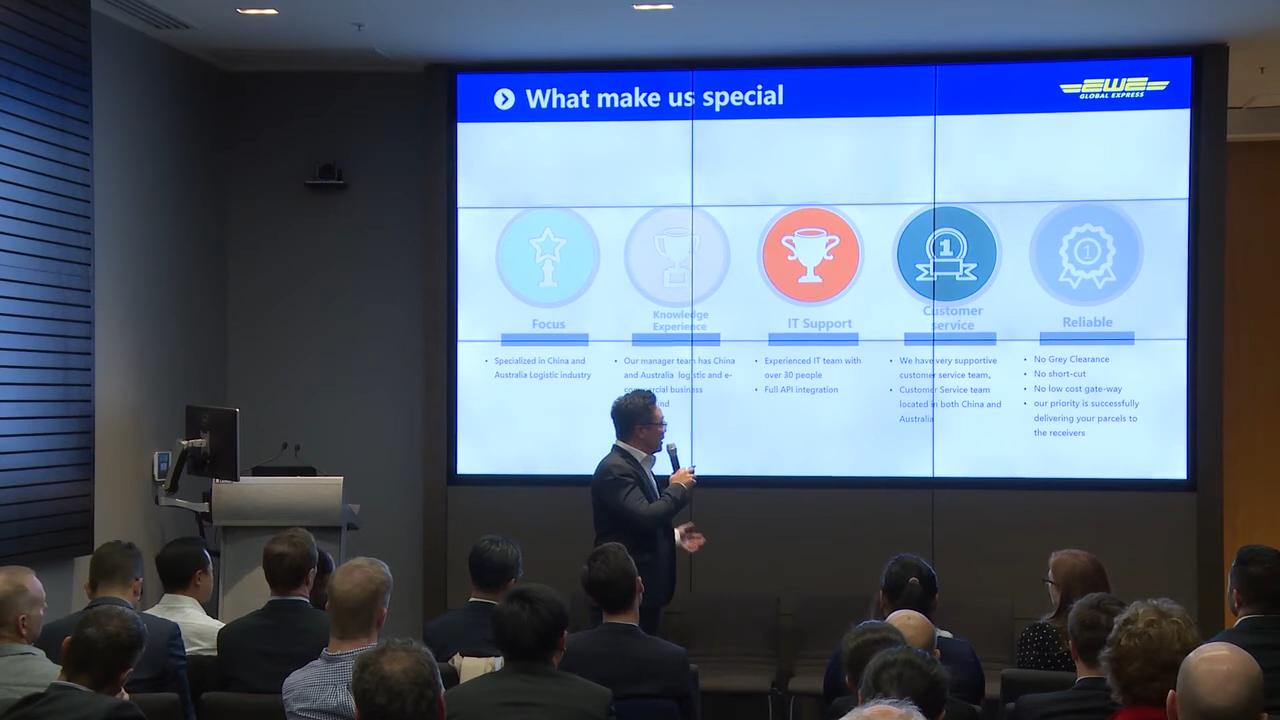 What make us special
EWE
GLOBAL EXPRESS
Focus
Knowledge
Experience
IT Support
Customer
service
Reliable
• Specialized in China and
Australia Logistic industry
• Our manager team has China
and Australia logistic and e-
commercial business
• Experienced IT team with
over 30 people
• Full API integration
• We have very supportive
customer service team,
• Customer Service team
located in both China and
Australia
• No Grey Clearance
• No short-cut
• No low cost gate-way
• our priority is successfully
delivering your parcels to
the receivers
1
1